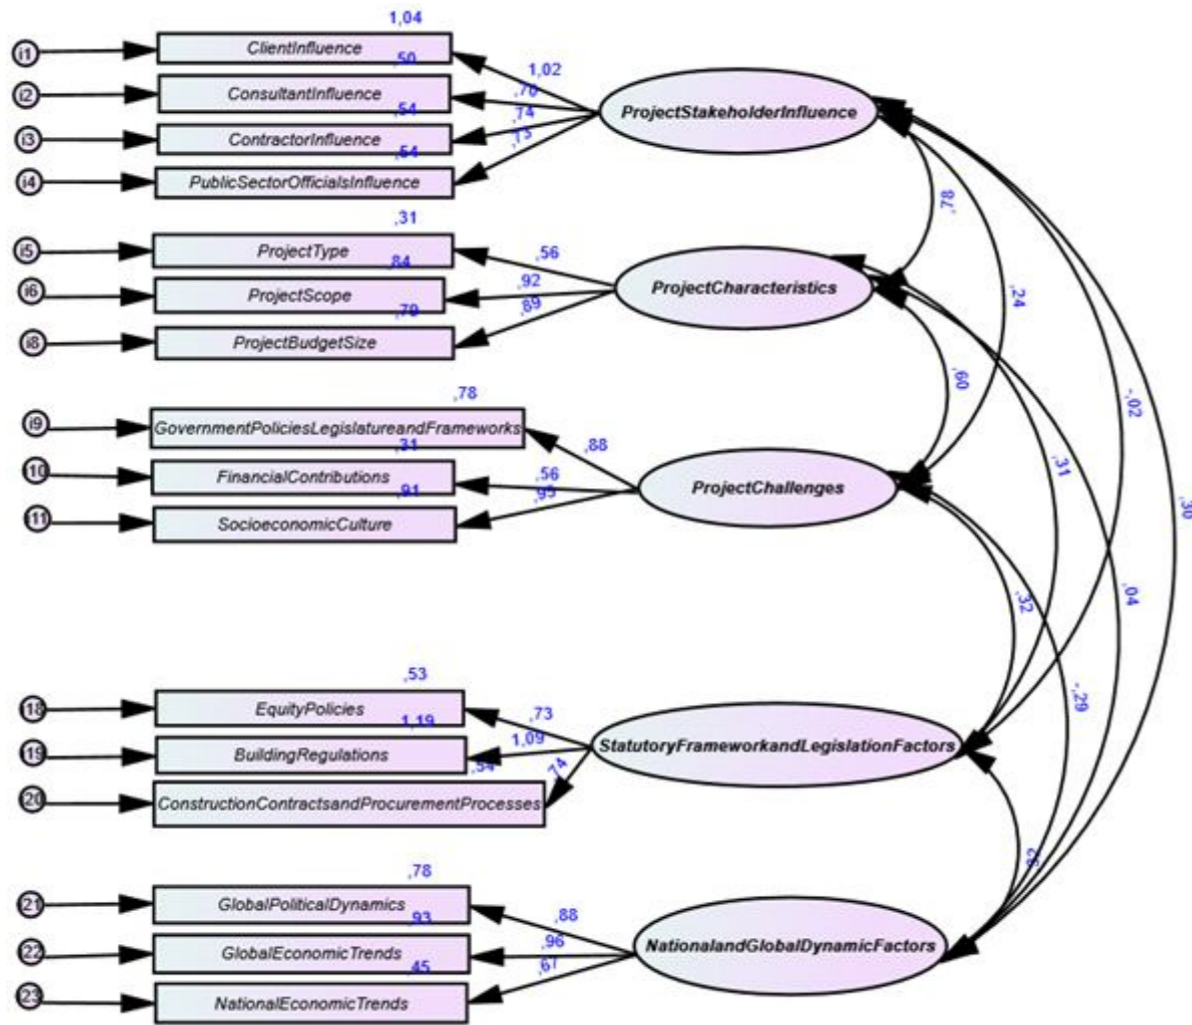 1,04
i1
ClientInfluence
,50
1,02
i2
ConsultantInfluence
,70
ProjectStakeholderInfluence
,54
,74
i3
ContractorInfluence
,54
,73
i4
PublicSectorOfficialsInfluence
,78
,31
i5
ProjectType
,56
,84
i6
ProjectScope
,92
ProjectCharacteristics
,79
,89
i8
ProjectBudgetSize
,24
,60
,78
i9
GovernmentPoliciesLegislatureandFrameworks
,88
-,02
,31
,31
i10
FinancialContributions
,56
ProjectChallenges
,91
,95
i11
SocioeconomicCulture
,30
,32
,04
-,29
,53
i18
EquityPolicies
,73
1,19
i19
BuildingRegulations
1,09
StatutoryFrameworkandLegislationFactors
,54
,74
i20
ConstructionContractsandProcurementProcesses
,78
i21
GlobalPoliticalDynamics
,88
,93
i22
GlobalEconomicTrends
,96
NationalandGlobalDynamicFactors
,45
,67
i23
NationalEconomicTrends